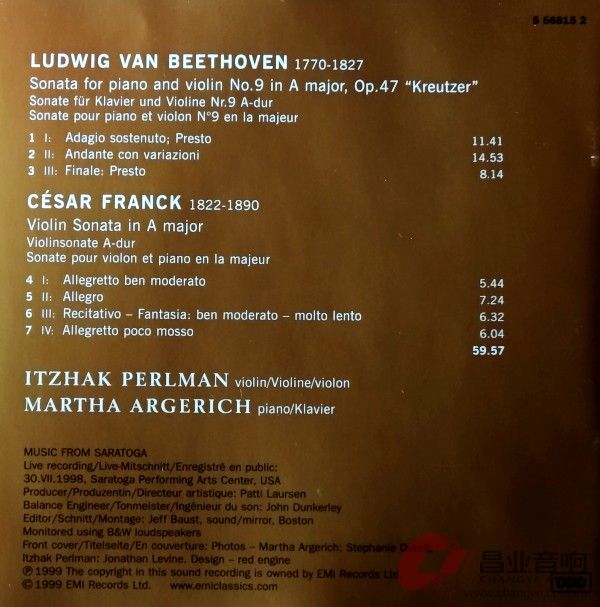 5 56815 2
LUDWIG VAN BEETHOVEN 1770-1827
Sonata for piano and violin No.9 in A major, Op.47 “Kreutzer”
Sonate für Klavier und Violine Nr.9 A-dur
Sonate pour piano et violon N°9 en la majeur
1 I: Adagio sostenuto; Presto 11.41
2 II: Andante con variazioni 14.53
3 III: Finale: Presto 8.14
CÉSAR FRANCK 1822-1890
Violin Sonata in A major
Violinsonate A-dur
Sonate pour violon et piano en la majeur
4 I: Allegretto ben moderato 5.44
5 II: Allegro 7.24
6 III: Recitativo – Fantasia: ben moderato – molto lento 6.32
7 IV: Allegretto poco mosso 6.04
59.57
ITZHAK PERLMAN violin/Violine/violon
MARTHA ARGERICH piano/Klavier
MUSIC FROM SARATOGA
Live recording/Live-Mitschnitt/Enregistré en public:
30.VII.1998, Saratoga Performing Arts Center, USA
Producer/Produzentin/Directeur artistique: Patti Laursen
Balance Engineer/Tonmeister/Ingénieur du son: John Dunkerley
Editor/Schnitt/Montage: Jeff Baust, sound/mirror, Boston
Monitored using B&W loudspeakers
Front cover/Titelseite/En couverture: Photos – Martha Argerich: Stephanie
Itzhak Perlman: Jonathan Levine. Design – red engine
℗ 1999 The copyright in this sound recording is owned by EMI Records Ltd.
© 1999 EMI Records Ltd. www.emiclassics.com
DDD
昌业音响